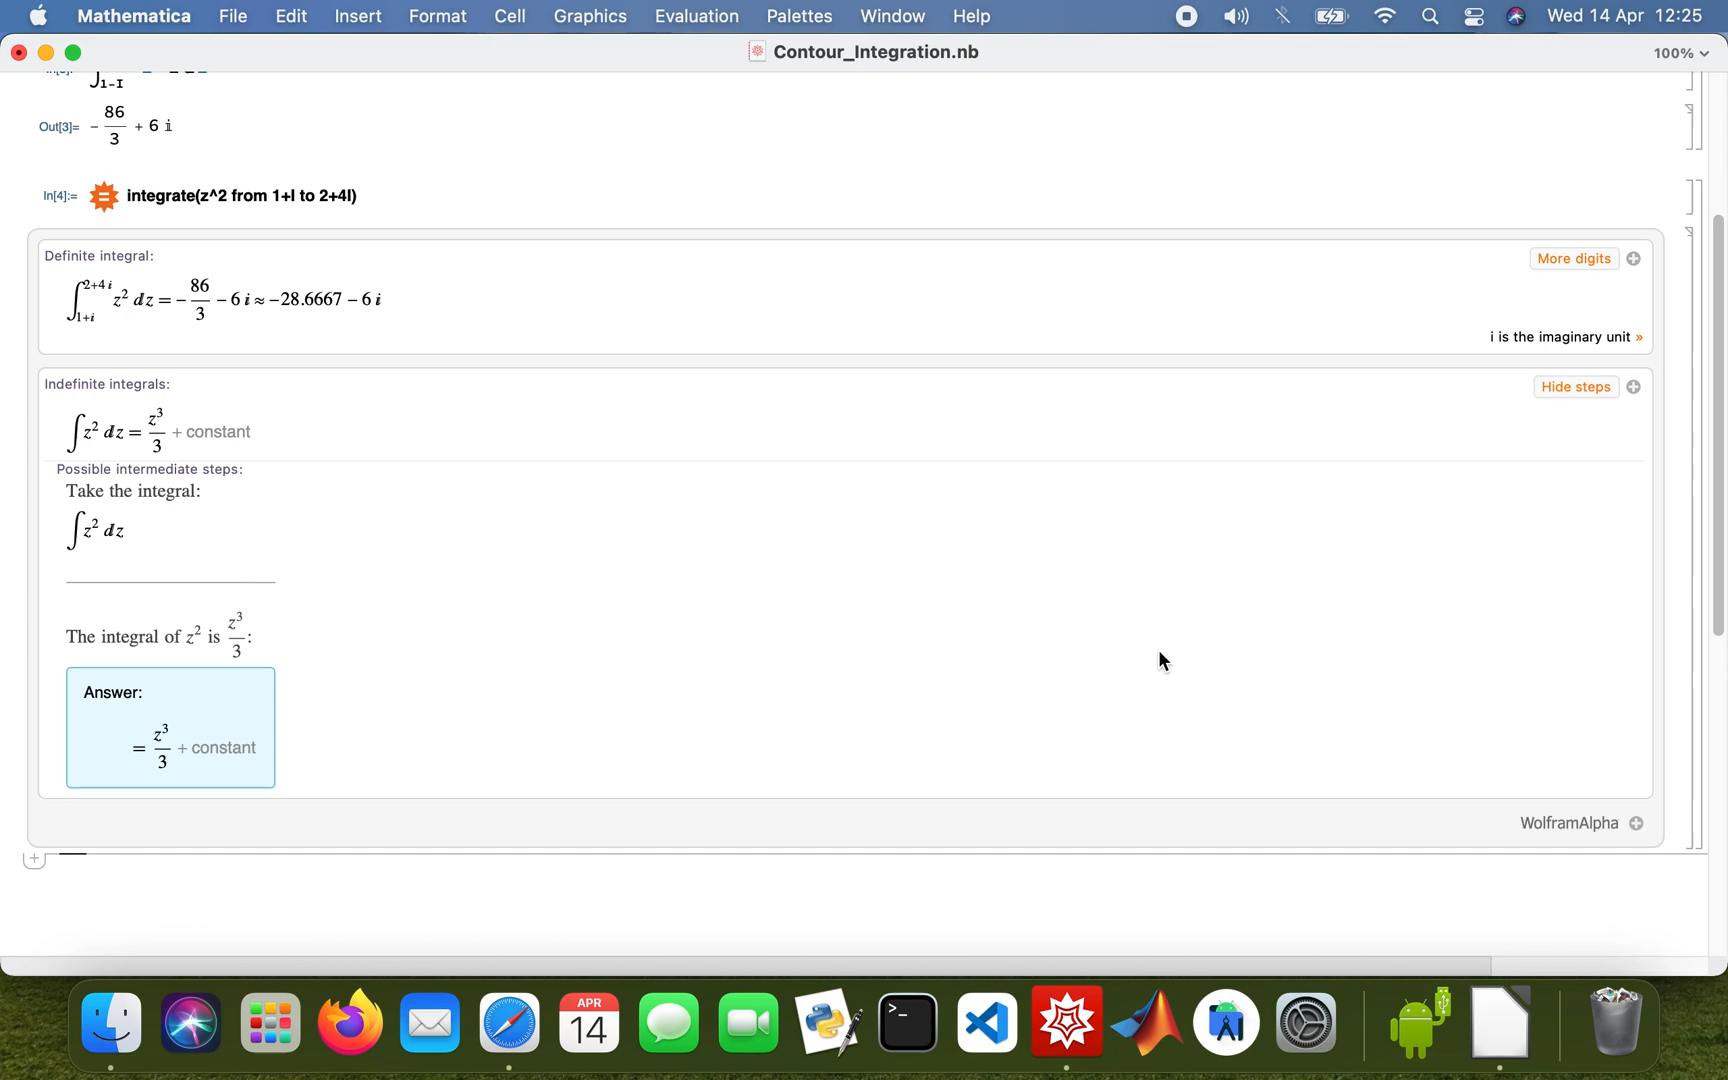 Mathematica File Edit Insert Format Cell Graphics Evaluation Palettes Window Help Wed 14 Apr 12:25
Contour_Integration.nb 100%
∫1-I
Out[3]= - 86/3 + 6 i
In[4]:= = integrate(z^2 from 1+I to 2+4I)
Definite integral: More digits
∫_{1+i}^{2+4 i} z² dz = - 86/3 - 6 i ≈ -28.6667 - 6 i
i is the imaginary unit »
Indefinite integrals: Hide steps
∫ z² dz = z³/3 + constant
Possible intermediate steps:
Take the integral:
∫ z² dz
The integral of z² is z³/3:
Answer:
= z³/3 + constant
WolframAlpha
APR
14